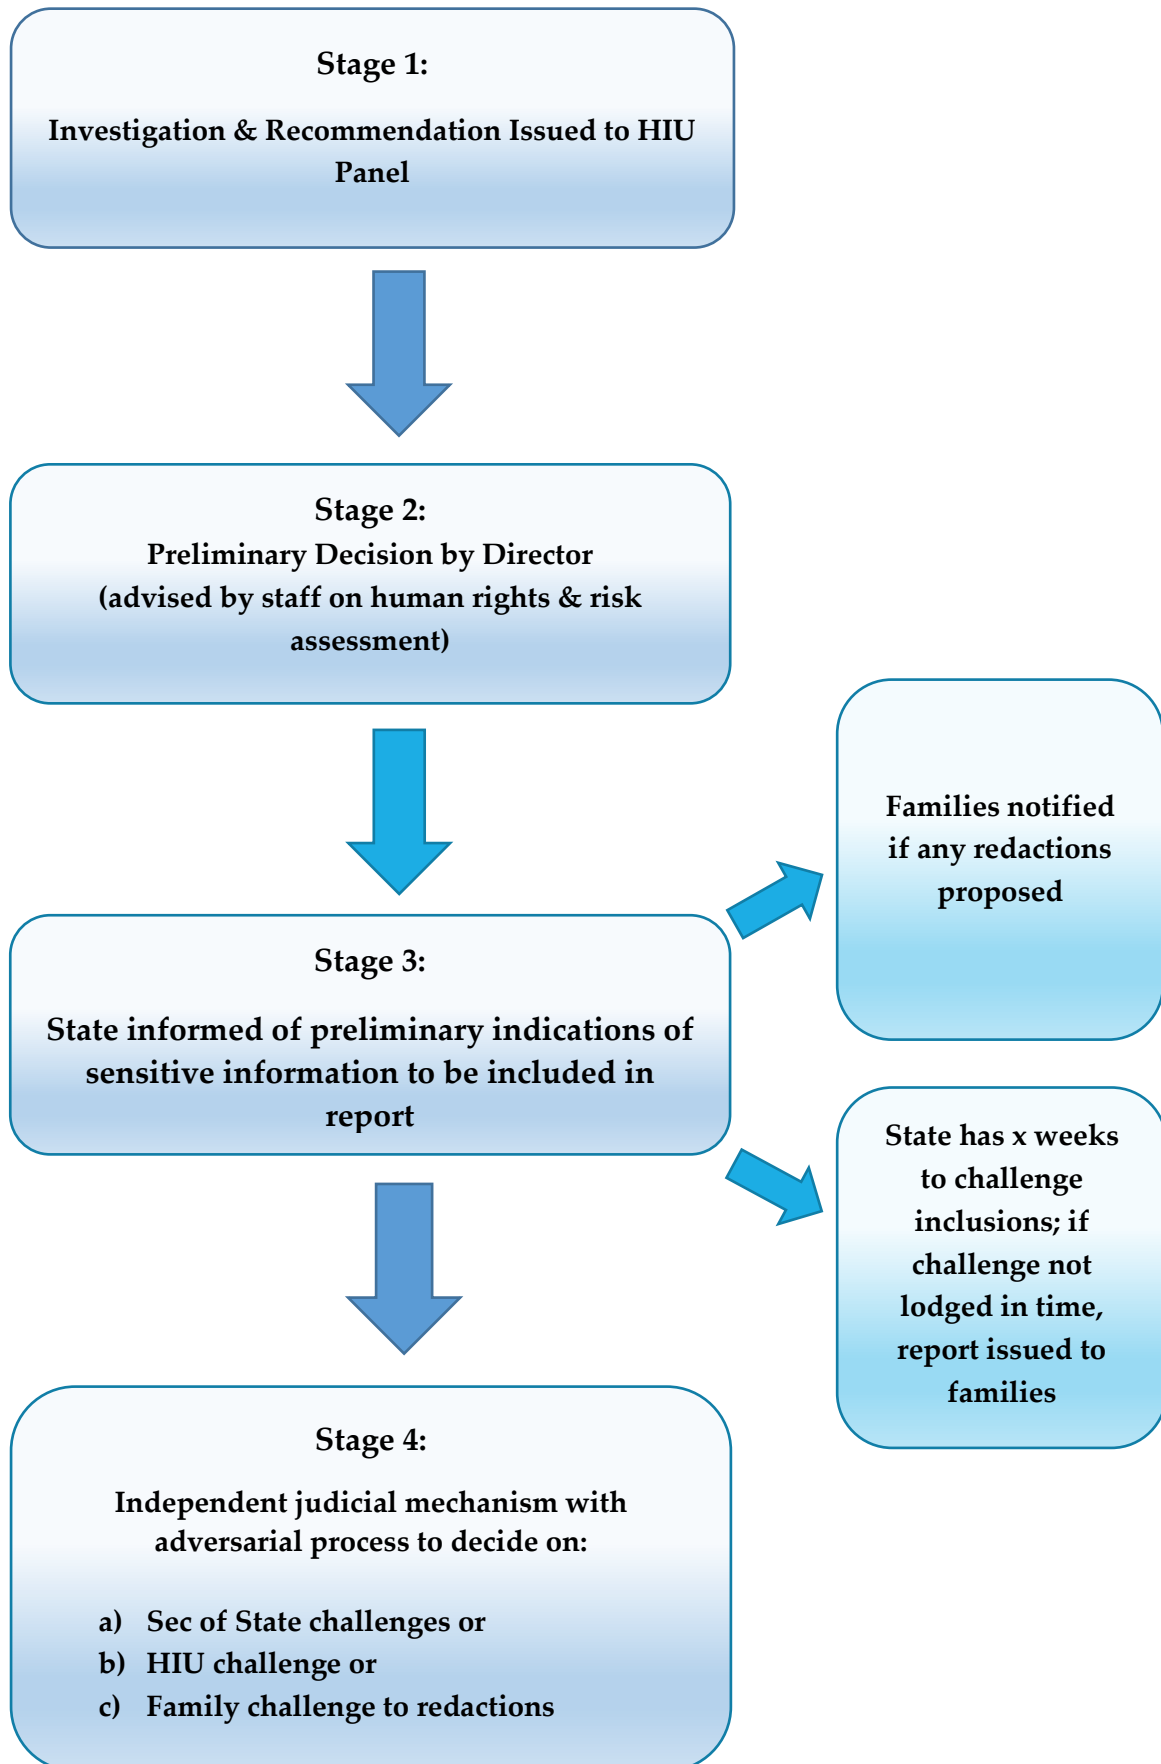 Stage 1:
Investigation & Recommendation Issued to HIU
Panel
Stage 2:
Preliminary Decision by Director
(advised by staff on human rights & risk
assessment)
Stage 3:
State informed of preliminary indications of
sensitive information to be included in
report
Families notified
if any redactions
proposed
State has x weeks
to challenge
inclusions; if
challenge not
lodged in time,
report issued to
families
Stage 4:
Independent judicial mechanism with
adversarial process to decide on:
a) Sec of State challenges or
b) HIU challenge or
c) Family challenge to redactions